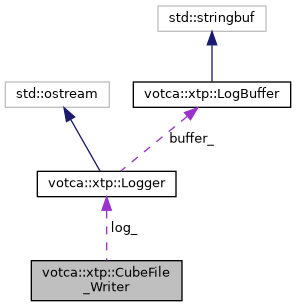 std::stringbuf
std::ostream
votca::xtp::LogBuffer
buffer_
votca::xtp::Logger
log_
votca::xtp::CubeFile
_Writer